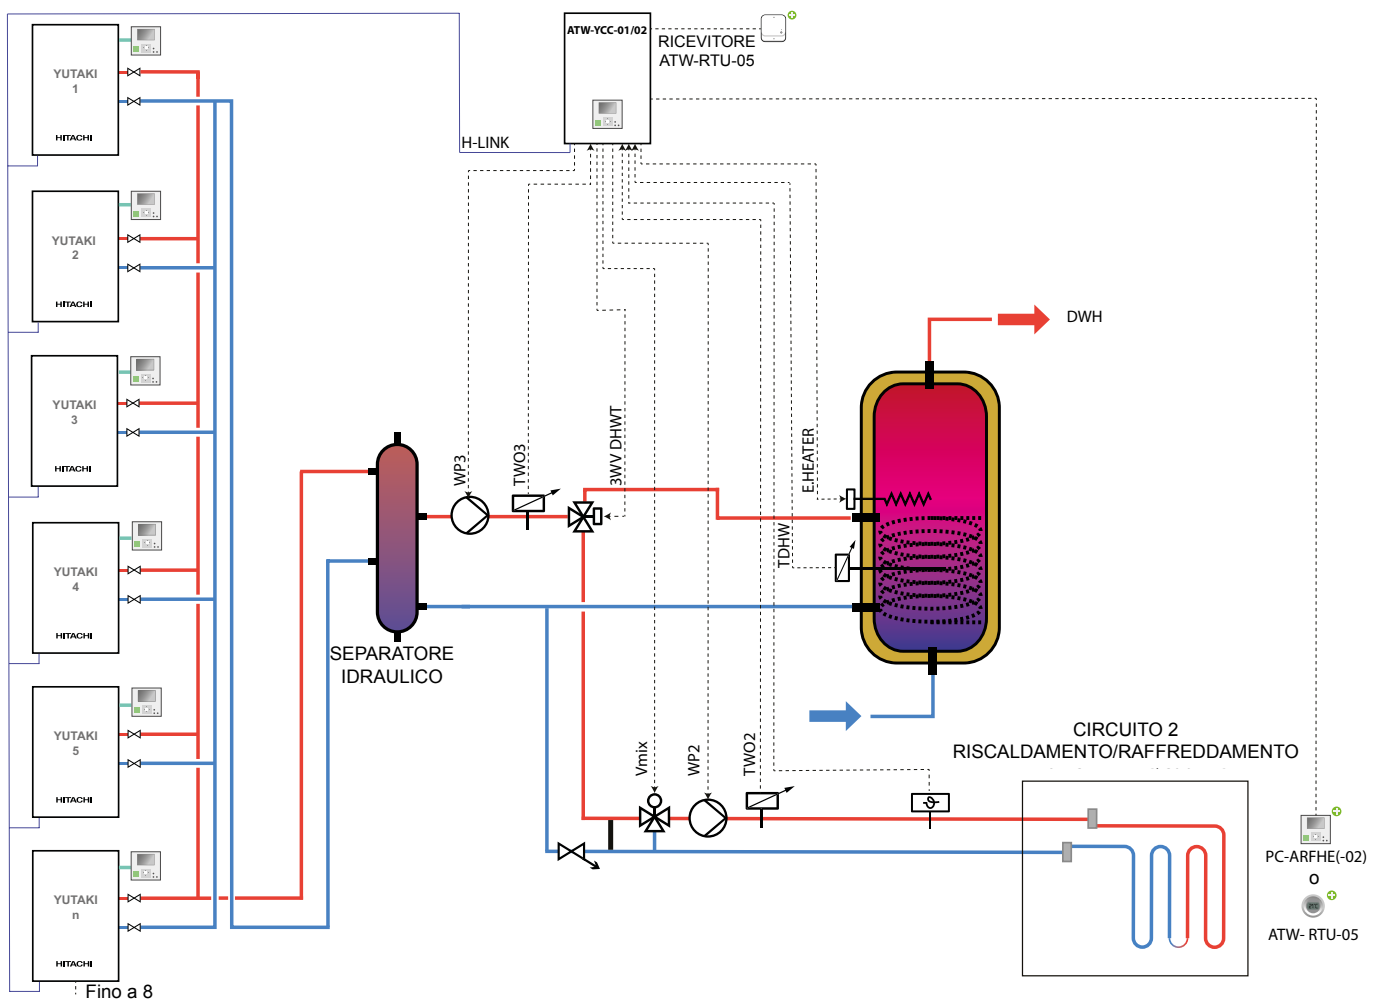 ATW-YCC-01/02
RICEVITORE
ATW-RTU-05
H-LINK
YUTAKI
1
HITACHI
YUTAKI
2
HITACHI
YUTAKI
3
HITACHI
YUTAKI
4
HITACHI
YUTAKI
5
HITACHI
YUTAKI
n
HITACHI
Fino a 8
SEPARATORE
IDRAULICO
WP3
TWO3
3WV DHWT
E.HEATER
TDHW
DWH
Vmix
WP2
TWO2
CIRCUITO 2
RISCALDAMENTO/RAFFREDDAMENTO
PC-ARFHE(-02)
O
ATW- RTU-05